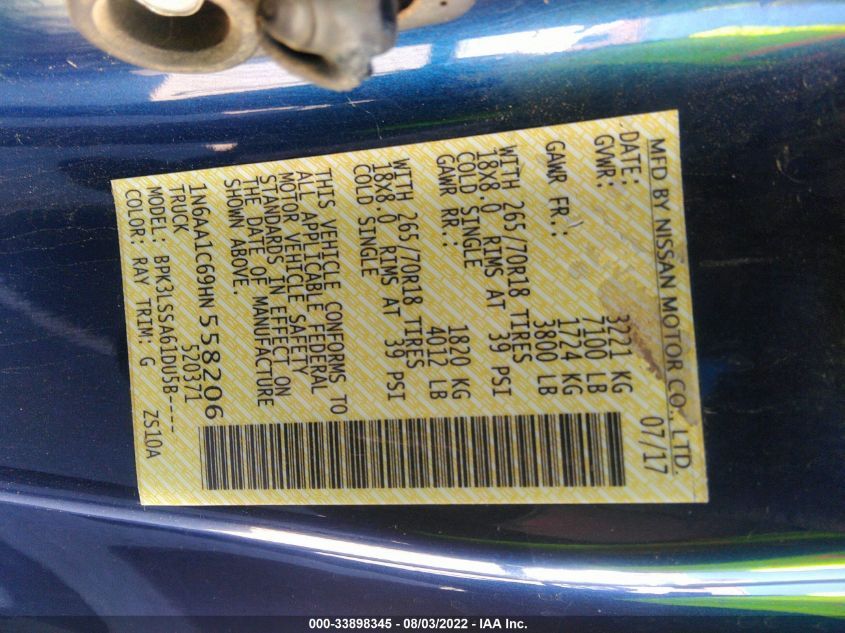 MFD BY NISSAN MOTOR CO., LTD.
DATE: 07/17
GVWR: 3221 KG
7100 LB
GAWR FR.: 1724 KG
3800 LB
WITH 265/70R18 TIRES
18X8.0 RIMS AT 39 PSI
COLD SINGLE
GAWR RR.: 1820 KG
4012 LB
WITH 265/70R18 TIRES
18X8.0 RIMS AT 39 PSI
COLD SINGLE
THIS VEHICLE CONFORMS TO
ALL APPLICABLE FEDERAL
MOTOR VEHICLE SAFETY
STANDARDS IN EFFECT ON
THE DATE OF MANUFACTURE
SHOWN ABOVE.
1N6AA1C69HN558206
TRUCK 520371
MODEL: BPK3LSSA61DU5B----
COLOR: RAY TRIM: G ZS10A
000-33898345 - 08/03/2022 - IAA Inc.